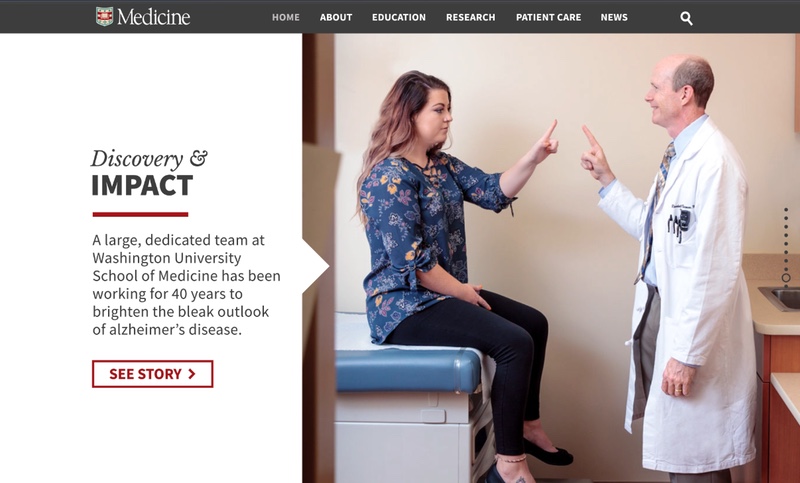 Medicine
HOME ABOUT EDUCATION RESEARCH PATIENT CARE NEWS
Discovery &
IMPACT
A large, dedicated team at
Washington University
School of Medicine has been
working for 40 years to
brighten the bleak outlook
of alzheimer's disease.
SEE STORY